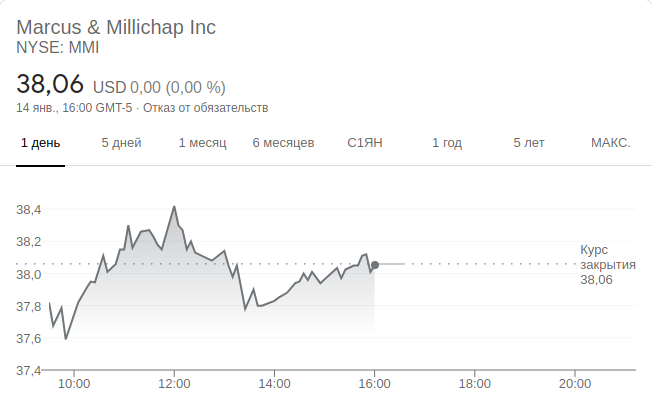 Marcus & Millichap Inc
NYSE: MMI
38,06 USD 0,00 (0,00 %)
14 янв., 16:00 GMT-5 · Отказ от обязательств
1 день 5 дней 1 месяц 6 месяцев С1ЯН 1 год 5 лет МАКС.
38,4
38,2
38,0
37,8
37,6
37,4
Курс
закрытия
38,06
10:00 12:00 14:00 16:00 18:00 20:00